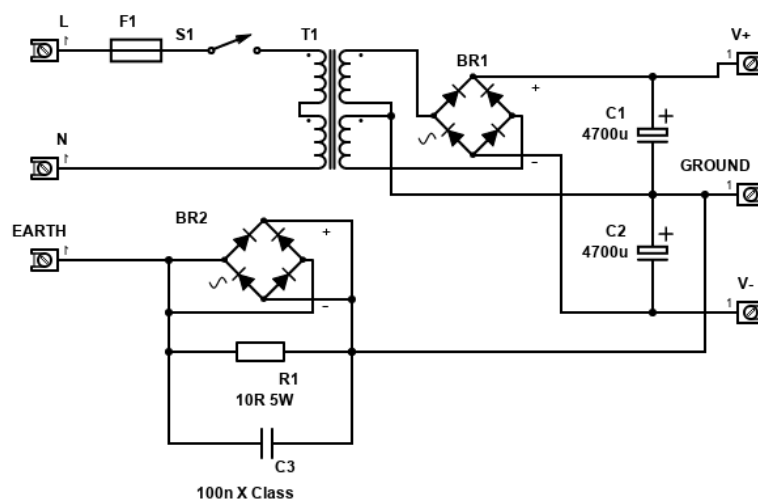 L
F1
S1
T1
V+
1
1
BR1
+
-
C1
+
4700u
N
1
GROUND
1
EARTH
1
BR2
+
-
C2
+
4700u
V-
1
R1
10R 5W
C3
100n X Class